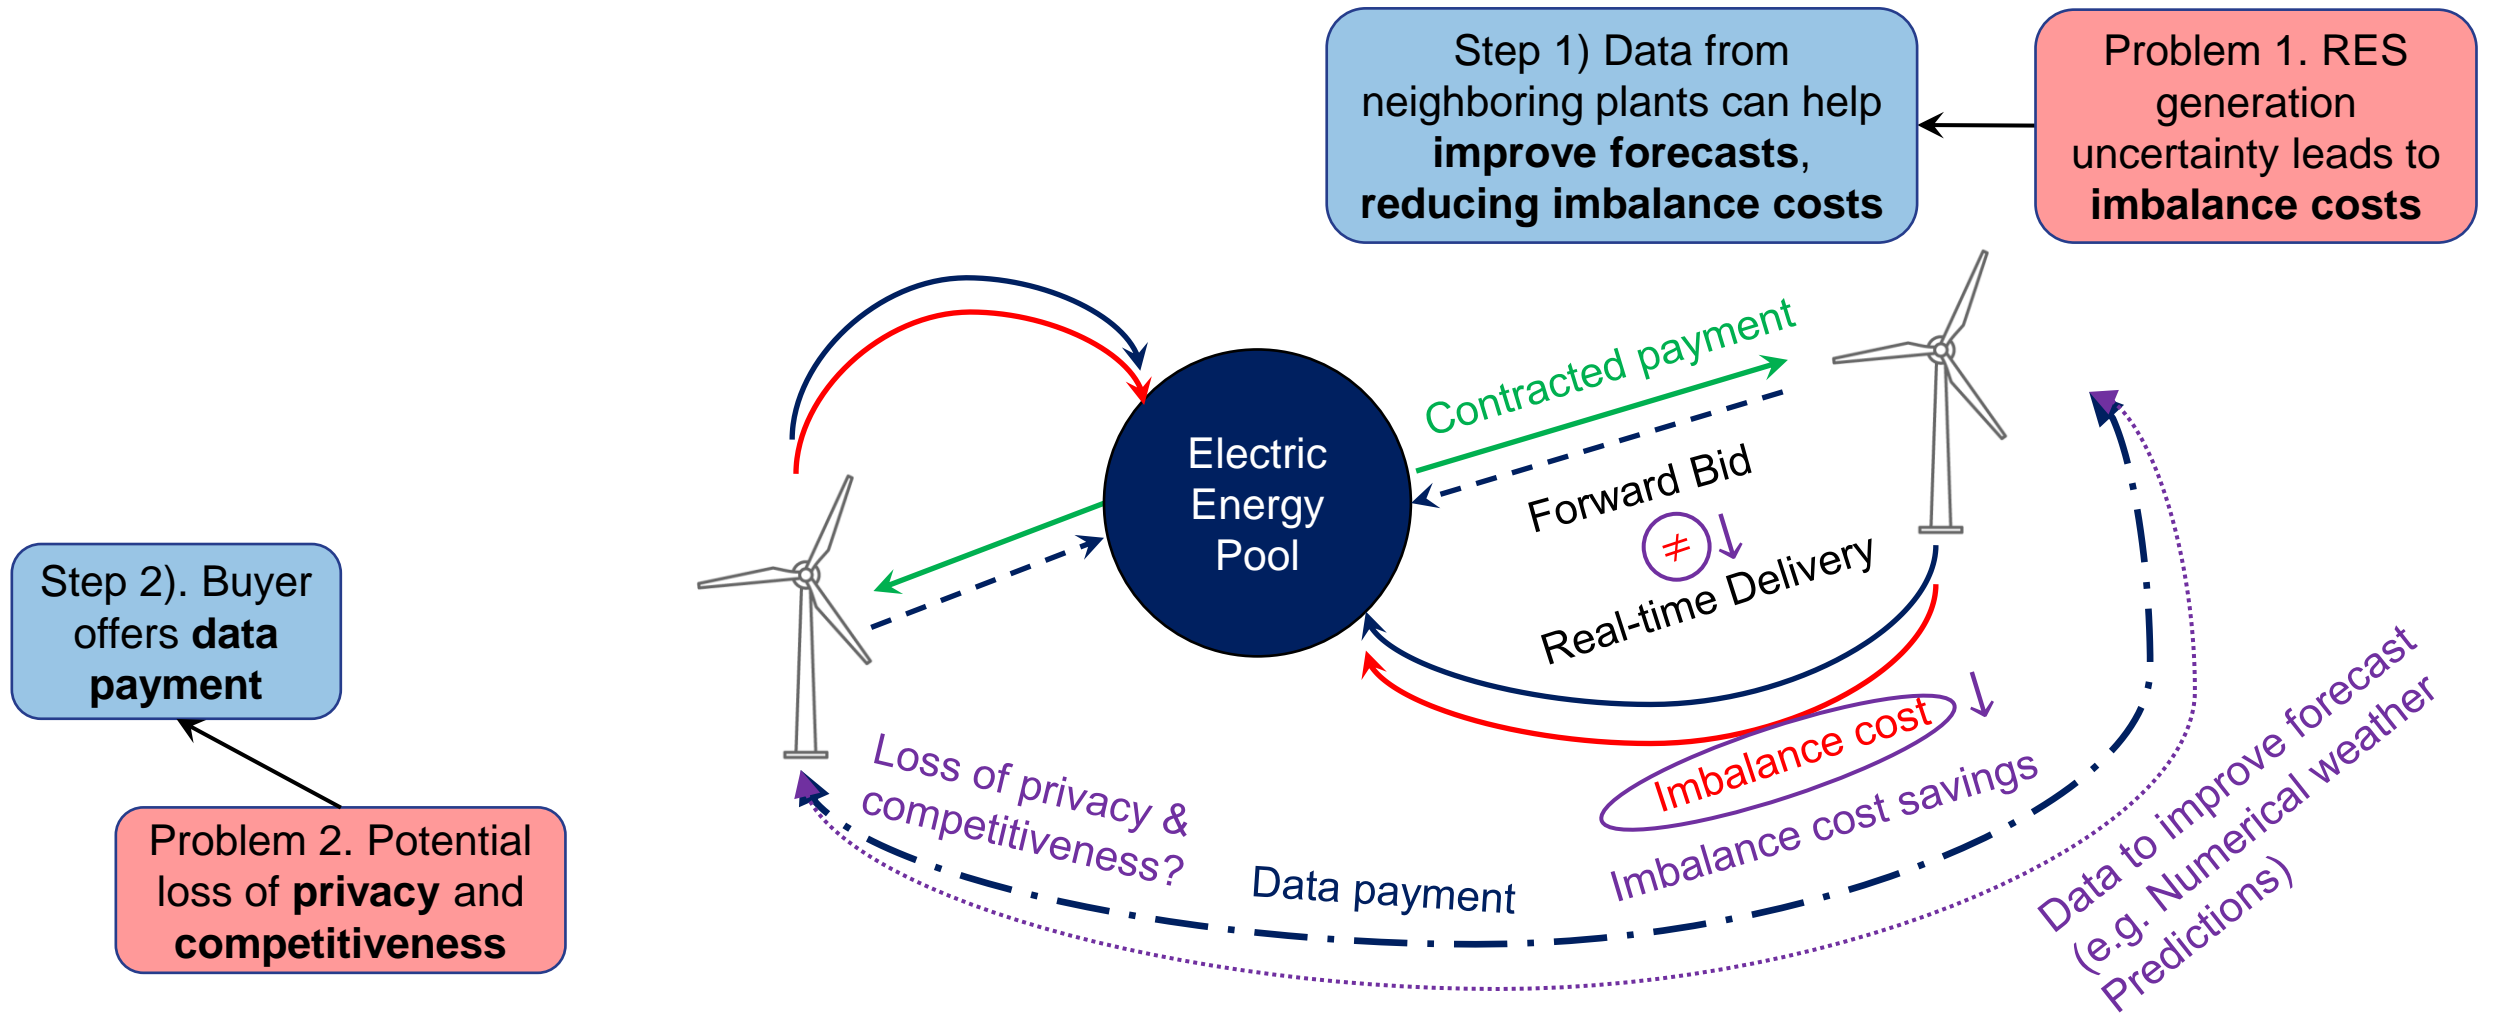 Step 1) Data from
neighboring plants can help
improve forecasts,
reducing imbalance costs
Problem 1. RES
generation
uncertainty leads to
imbalance costs
Contracted payment
Electric
Energy
Pool
Forward Bid
≠
Real-time Delivery
Step 2). Buyer
offers data
payment
Imbalance cost
Imbalance cost savings
Data to improve forecast
(e.g. Numerical weather
Predictions)
Loss of privacy &
competitiveness?
Data payment
Problem 2. Potential
loss of privacy and
competitiveness